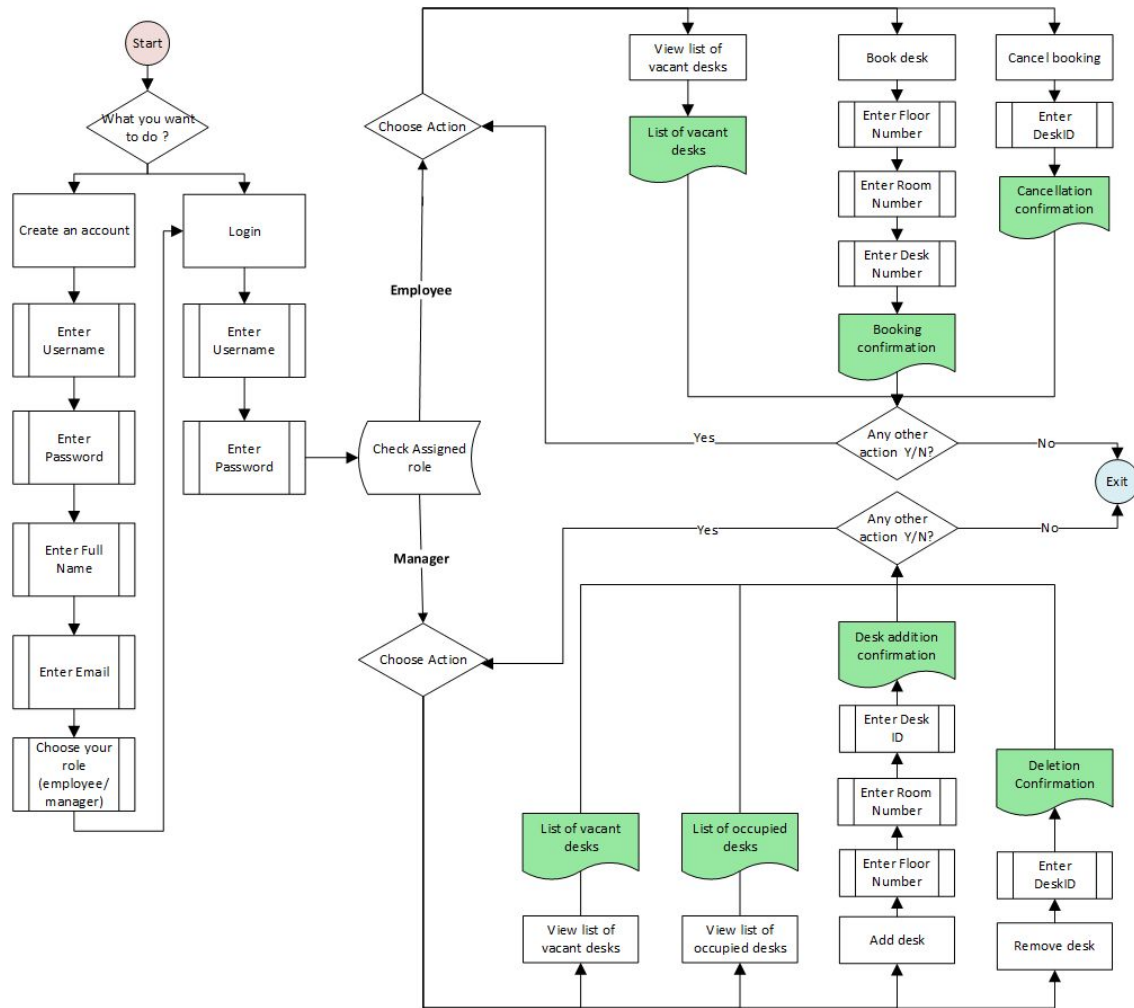 Start
What you want
to do ?
Create an account
Enter
Username
Enter
Password
Enter Full
Name
Enter Email
Choose your
role
(employee/
manager)
Login
Enter
Username
Enter
Password
Check Assigned
role
Employee
Choose Action
View list of
vacant desks
List of vacant
desks
Book desk
Enter Floor
Number
Enter Room
Number
Enter Desk
Number
Booking
confirmation
Cancel booking
Enter
DeskID
Cancellation
confirmation
Any other
action Y/N?
Yes
No
Exit
Manager
Choose Action
Any other
action Y/N?
Yes
No
List of vacant
desks
View list of
vacant desks
List of occupied
desks
View list of
occupied desks
Desk addition
confirmation
Enter Desk
ID
Enter Room
Number
Enter Floor
Number
Add desk
Deletion
Confirmation
Enter
DeskID
Remove desk